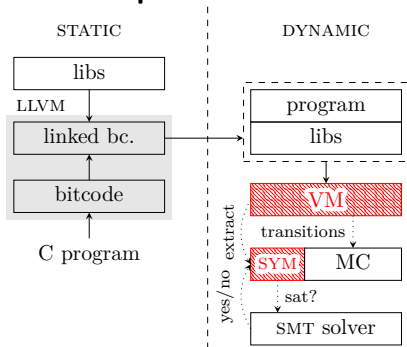 STATIC
DYNAMIC
libs
LLVM
linked bc.
bitcode
C program
program
libs
VM
extract
transitions
SYM
MC
yes/no
sat?
SMT solver